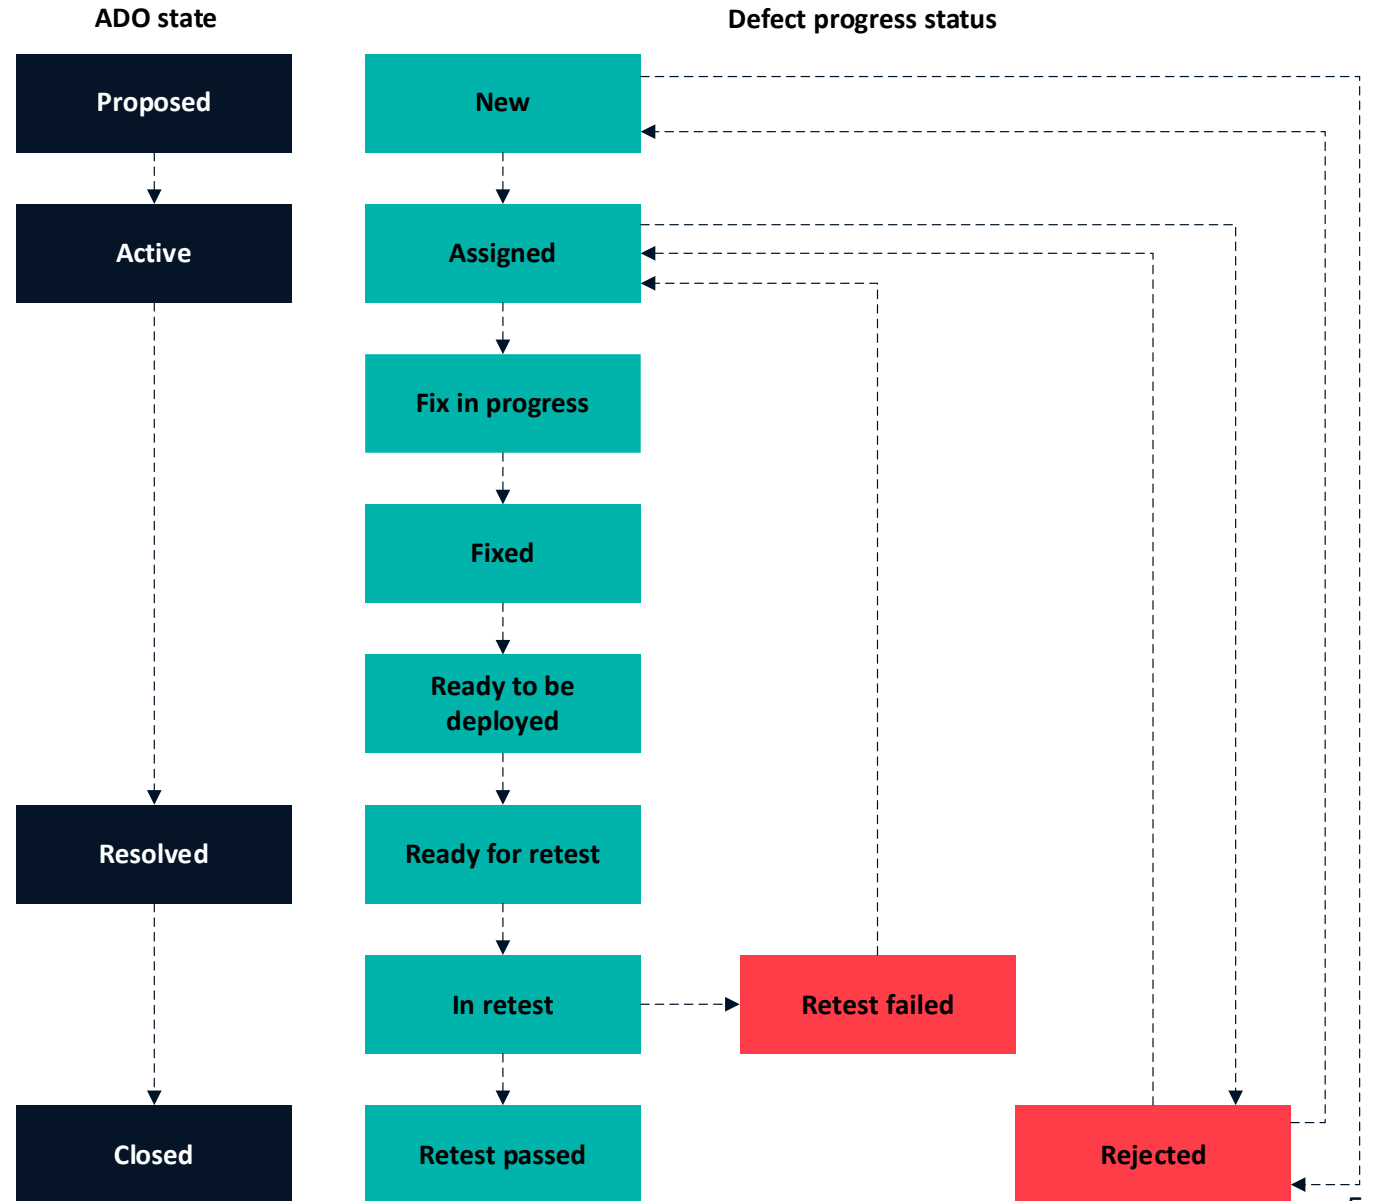 ADO state
Defect progress status
Proposed
New
Active
Assigned
Fix in progress
Fixed
Ready to be
deployed
Resolved
Ready for retest
In retest
Retest failed
Closed
Retest passed
Rejected